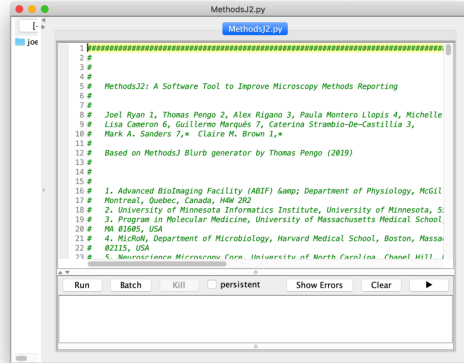 MethodsJ2.py
[-
joe
MethodsJ2.py
1 ################################################################################
2 #
3 #
4 #
5 # MethodsJ2: A Software Tool to Improve Microscopy Methods Reporting
6 #
7 #
8 # Joel Ryan 1, Thomas Pengo 2, Alex Rigano 3, Paula Montero Llopis 4, Michelle
9 # Lisa Cameron 6, Guillermo Marqués 7, Caterina Strambio-De-Castillia 3,
10 # Mark A. Sanders 7,* Claire M. Brown 1,*
11 #
12 # Based on MethodsJ Blurb generator by Thomas Pengo (2019)
13 #
14 #
15 #
16 # 1. Advanced BioImaging Facility (ABIF) &amp; Department of Physiology, McGil
17 # Montreal, Quebec, Canada, H4W 2R2
18 # 2. University of Minnesota Informatics Institute, University of Minnesota, 5
19 # 3. Program in Molecular Medicine, University of Massachusetts Medical School
20 # MA 01605, USA
21 # 4. MicRoN, Department of Microbiology, Harvard Medical School, Boston, Massa
22 # 02115, USA
23 # 5. Neuroscience Microscopy Core, University of North Carolina, Chapel Hill,
Run Batch Kill persistent Show Errors Clear